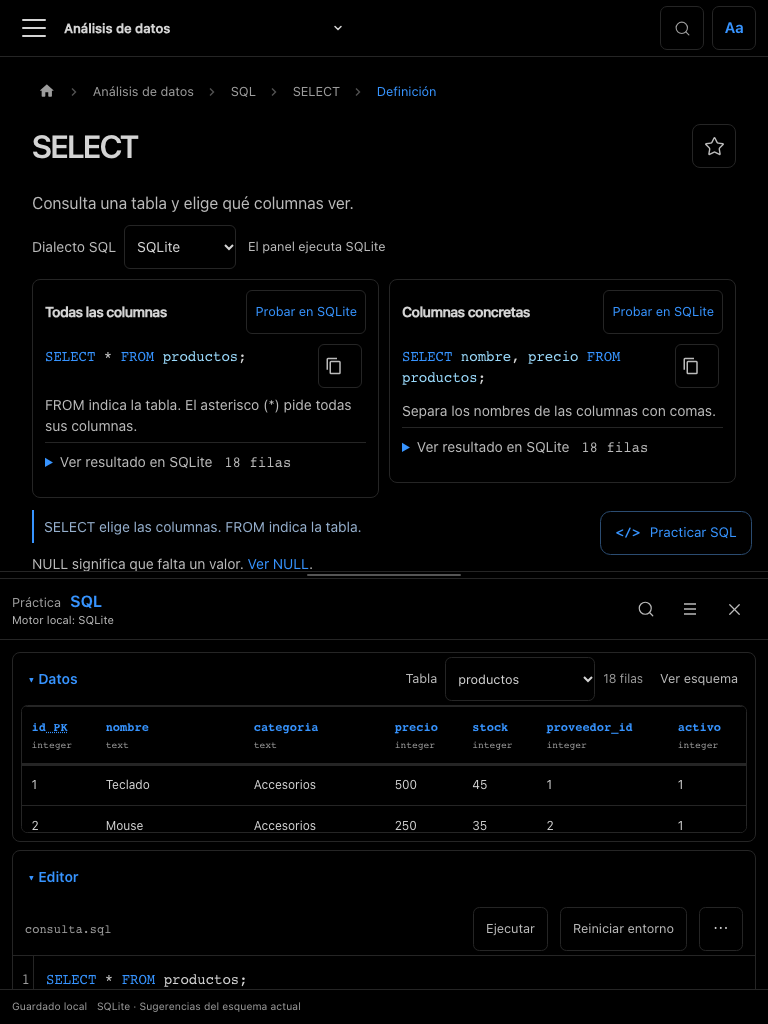 Análisis de datos
Aa
Análisis de datos
SQL
SELECT
Definición
SELECT
Consulta una tabla y elige qué columnas ver.
Dialecto SQL
SQLite
El panel ejecuta SQLite
Todas las columnas
Probar en SQLite
SELECT * FROM productos;
FROM indica la tabla. El asterisco (*) pide todas
sus columnas.
Ver resultado en SQLite 18 filas
Columnas concretas
Probar en SQLite
SELECT nombre, precio FROM
productos;
Separa los nombres de las columnas con comas.
Ver resultado en SQLite 18 filas
SELECT elige las columnas. FROM indica la tabla.
</> Practicar SQL
NULL significa que falta un valor. Ver NULL.
Práctica SQL
Motor local: SQLite
Datos
Tabla
productos
18 filas
Ver esquema
id PK nombre categoria precio stock proveedor_id activo
integer text text integer integer integer integer
1 Teclado Accesorios 500 45 1 1
2 Mouse Accesorios 250 35 2 1
Editor
consulta.sql
Ejecutar
Reiniciar entorno
···
1 SELECT * FROM productos;
Guardado local SQLite · Sugerencias del esquema actual